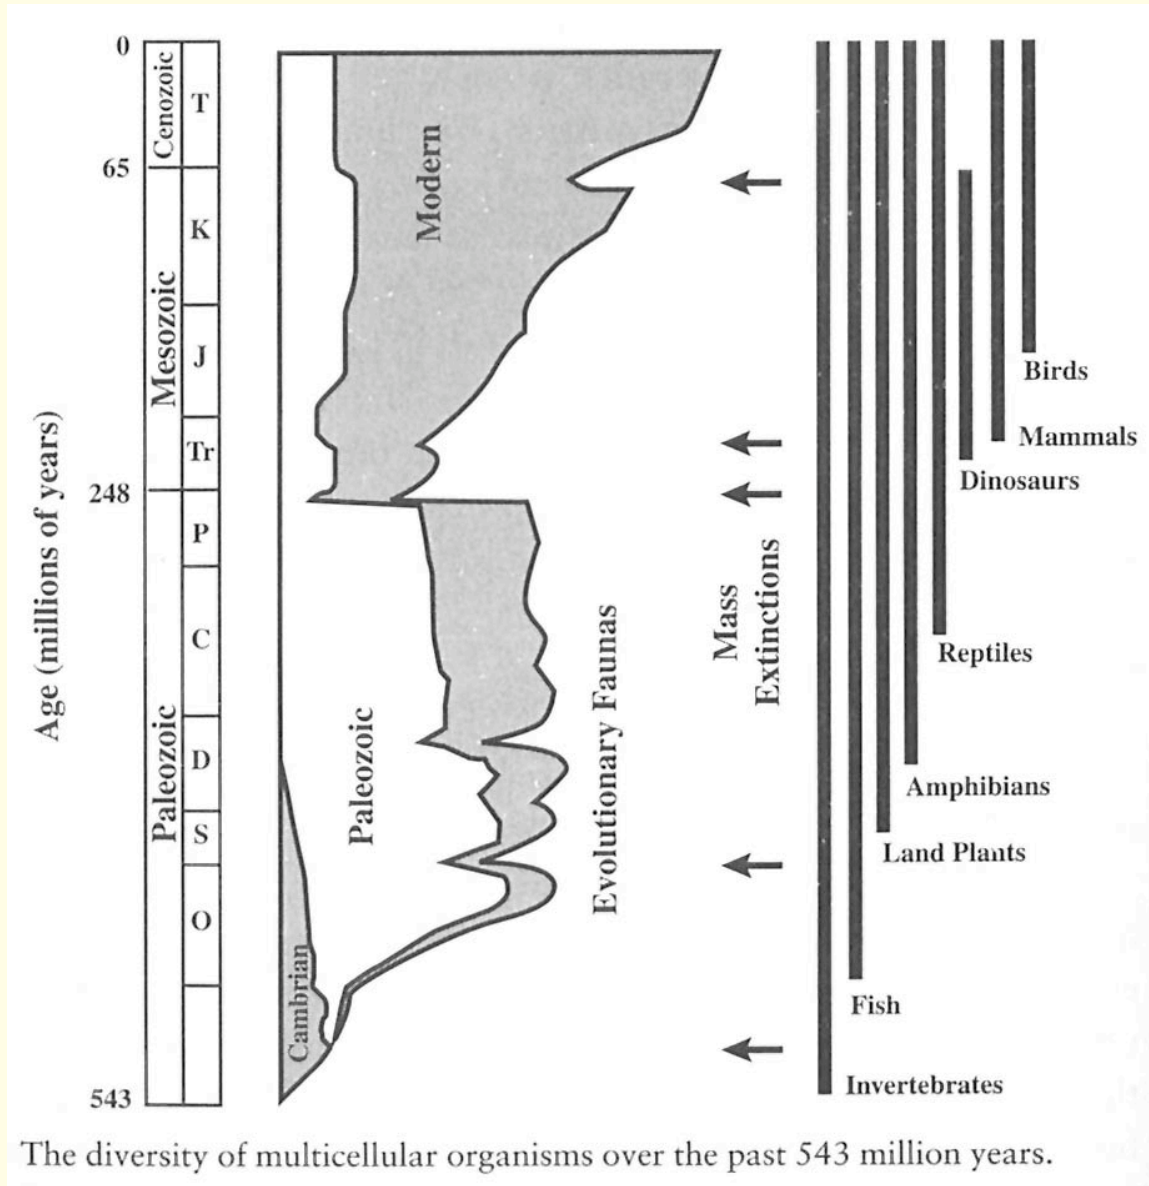 0
Cenozoic
T
65
K
Mesozoic
J
Tr
248
P
C
Paleozoic
D
S
O
543
Age (millions of years)
Modern
Paleozoic
Cambrian
Evolutionary Faunas
Mass
Extinctions
Birds
Mammals
Dinosaurs
Reptiles
Amphibians
Land Plants
Fish
Invertebrates
The diversity of multicellular organisms over the past 543 million years.